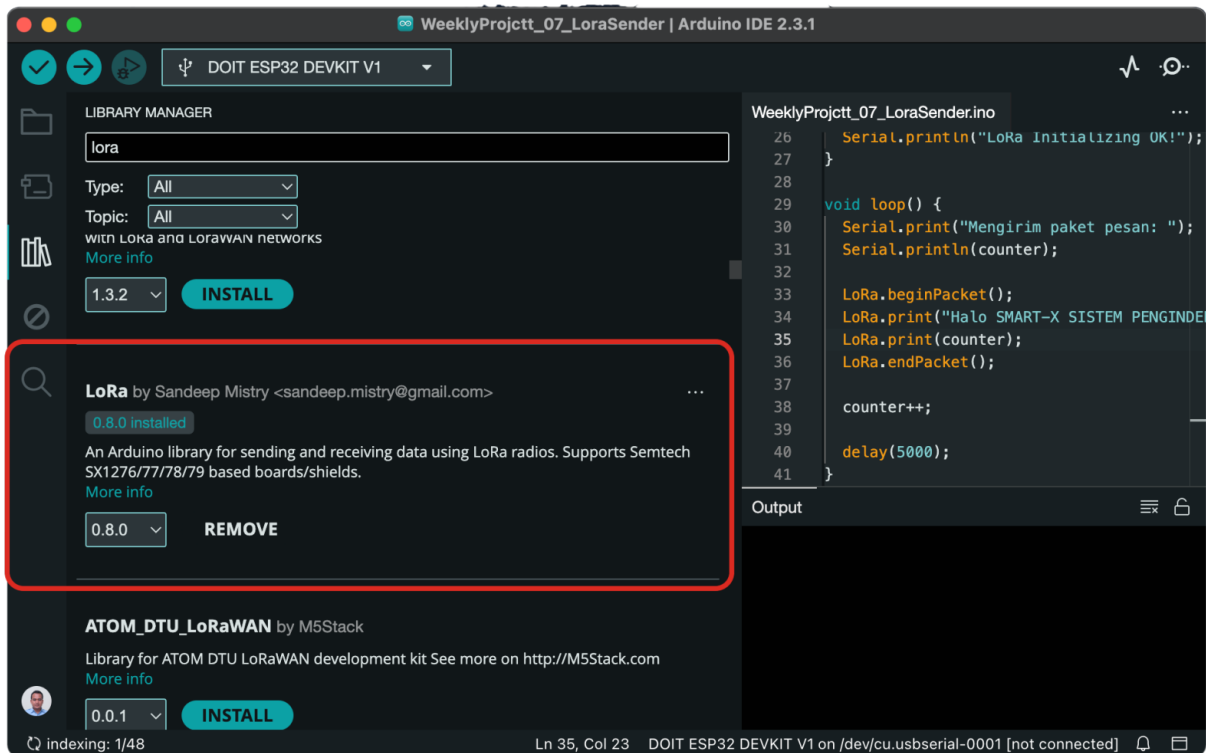 WeeklyProjctt_07_LoraSender | Arduino IDE 2.3.1
DOIT ESP32 DEVKIT V1
LIBRARY MANAGER
lora
Type: All
Topic: All
with LoRa and LoraWAN networks
More info
1.3.2 INSTALL
LoRa by Sandeep Mistry <sandeep.mistry@gmail.com>
0.8.0 installed
An Arduino library for sending and receiving data using LoRa radios. Supports Semtech
SX1276/77/78/79 based boards/shields.
More info
0.8.0 REMOVE
ATOM_DTU_LoRaWAN by M5Stack
Library for ATOM DTU LoRaWAN development kit See more on http://M5Stack.com
More info
0.0.1 INSTALL
WeeklyProjctt_07_LoraSender.ino
26 Serial.println("LoRa Initializing OK!");
27 }
28
29 void loop() {
30 Serial.print("Mengirim paket pesan: ");
31 Serial.println(counter);
32
33 LoRa.beginPacket();
34 LoRa.print("Halo SMART-X SISTEM PENGINDE
35 LoRa.print(counter);
36 LoRa.endPacket();
37
38 counter++;
39
40 delay(5000);
41 }
Output
indexing: 1/48
Ln 35, Col 23 DOIT ESP32 DEVKIT V1 on /dev/cu.usbserial-0001 [not connected]